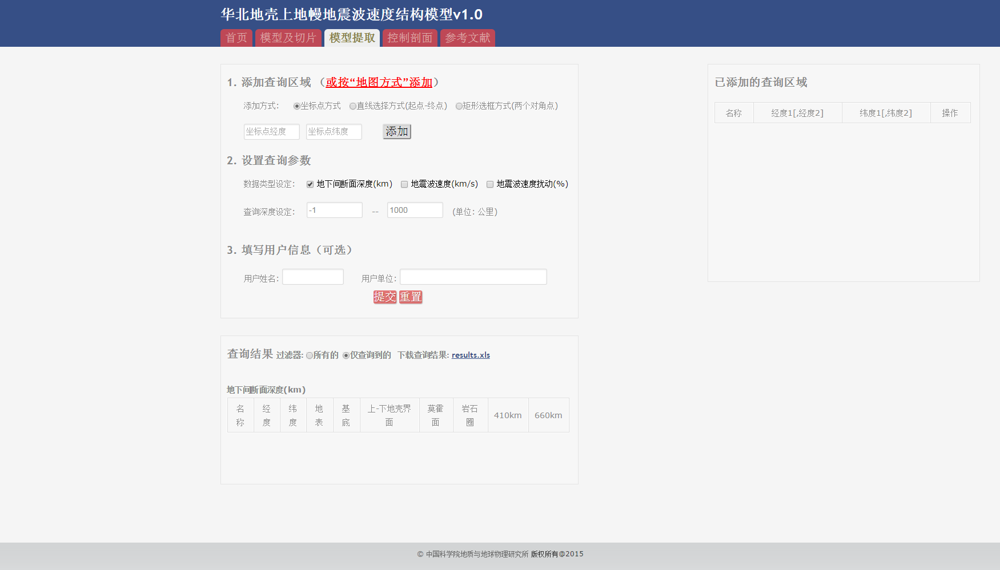 华北地壳上地幔地震波速度结构模型v1.0
首页 模型及切片 模型提取 控制剖面 参考文献
1. 添加查询区域 （或按“地图方式”添加）
添加方式： 坐标点方式 直线选择方式(起点-终点) 矩形选框方式(两个对角点)
坐标点经度 坐标点纬度 添加
2. 设置查询参数
数据类型设定： 地下间断面深度(km) 地震波速度(km/s) 地震波速度扰动(%)
查询深度设定： -1 -- 1000 (单位：公里)
3. 填写用户信息（可选）
用户姓名： 用户单位：
提交 重置
已添加的查询区域
名称 经度1[,经度2] 纬度1[,纬度2] 操作
查询结果 过滤器: 所有的 仅查询到的 下载查询结果: results.xls
地下间断面深度(km)
名称 经度 纬度 地表 基底 上-下地壳界面 莫霍面 岩石圈 410km 660km
© 中国科学院地质与地球物理研究所 版权所有@2015